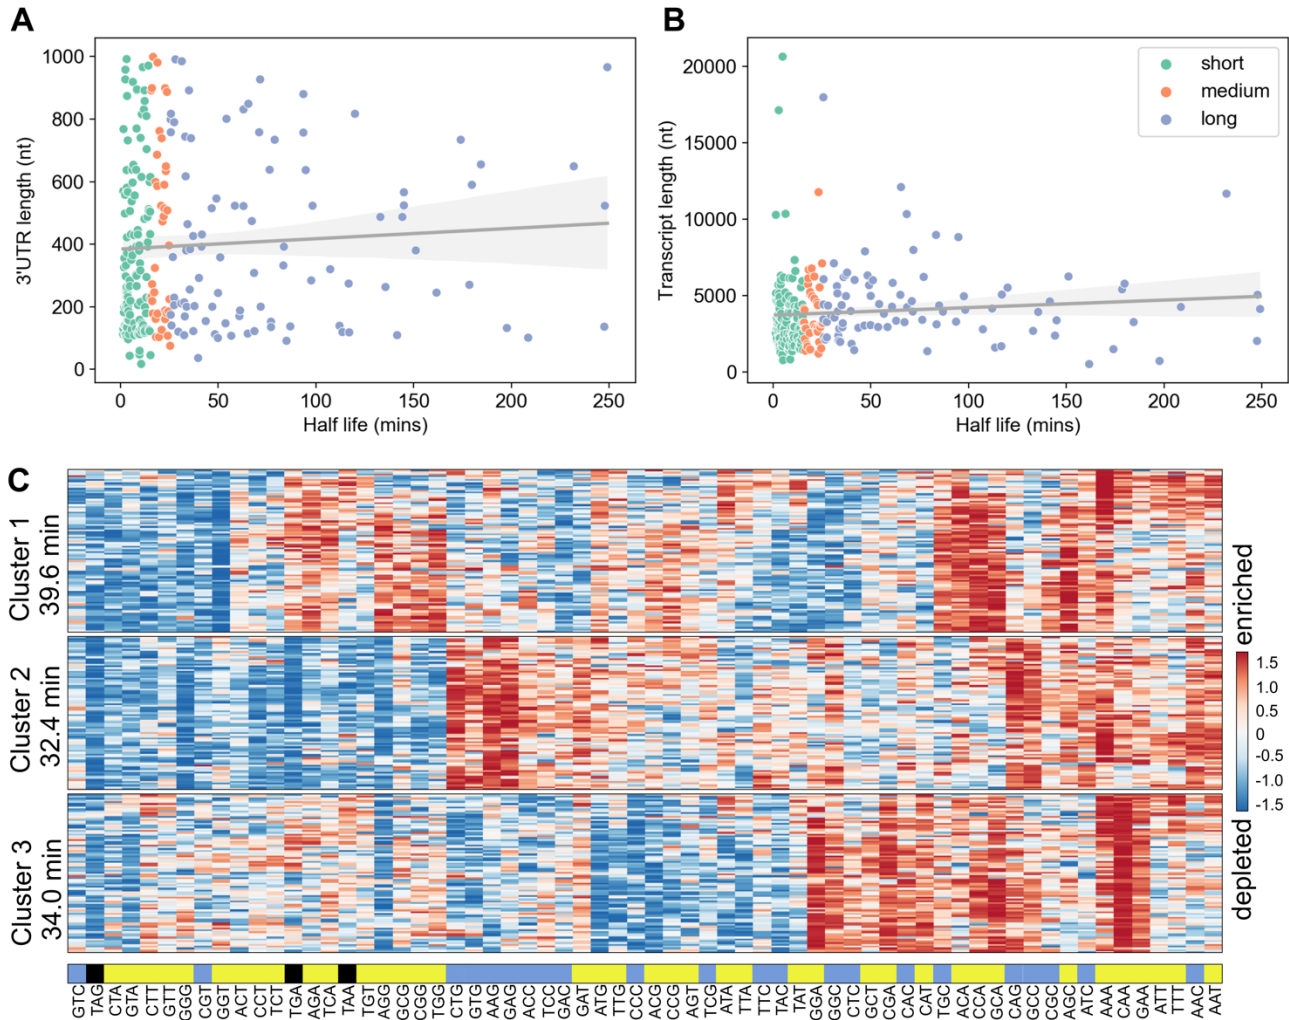 A
1000
800
600
400
200
0
3'UTR length (nt)
0 50 100 150 200 250
Half life (mins)
B
20000
15000
10000
5000
0
Transcript length (nt)
short
medium
long
0 50 100 150 200 250
Half life (mins)
C
Cluster 1
39.6 min
Cluster 2
32.4 min
Cluster 3
34.0 min
enriched
1.5
1.0
0.5
0
-0.5
-1.0
-1.5
depleted
GTC TAG CTA GTA CTT GTT GGG CGT GGT ACT CCT TCT TGA AGA TCA TAA TGT AGG GCG CGG TGG CTG GTG AAG GAG ACC TCC GAC GAT ATG TTG CCC ACG CCG AGT TCG ATA TTA TTC TAC TAT GGA GGC CTC GCT CGA CAC CAT TGC ACA CCA GCA CAG GCC CGC AGC ATC AAA CAA GAA ATT TTT AAC AAT